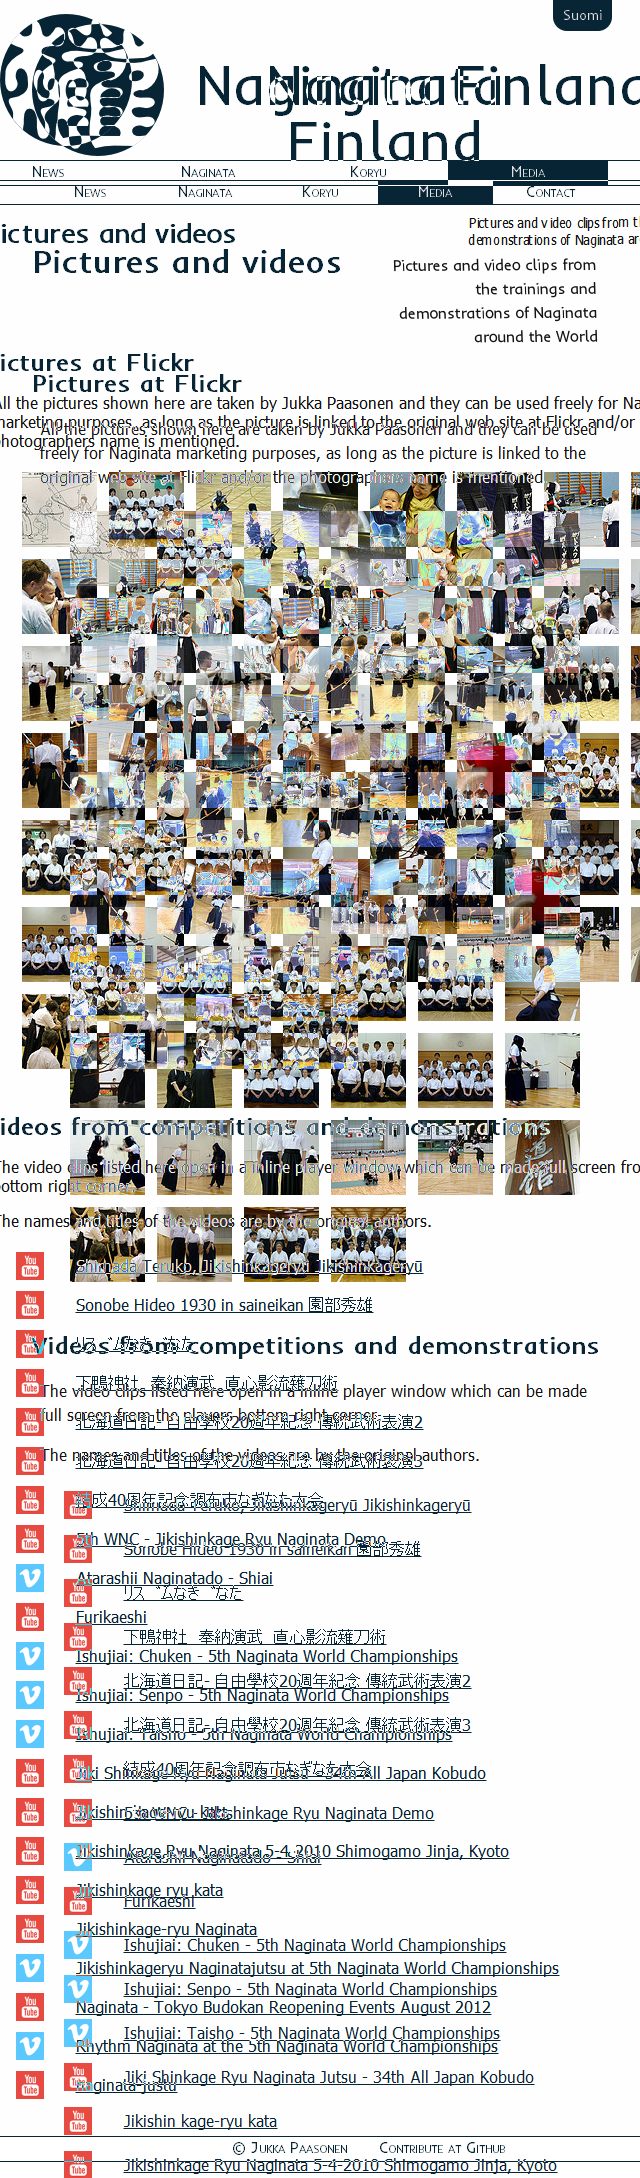 Suomi
Naginata Finland
Naginata Finland
News Naginata Koryu Media
News Naginata Koryu Media Contact
ictures and videos
Pictures and video clips from th
demonstrations of Naginata aro
Pictures and videos
Pictures and video clips from
the trainings and
demonstrations of Naginata
around the World
ictures at Flickr
Pictures at Flickr
All the pictures shown here are taken by Jukka Paasonen and they can be used freely for Na
marketing purposes, as long as the picture is linked to the original web site at Flickr and/or
photographers name is mentioned.
All the pictures shown here are taken by Jukka Paasonen and they can be used
freely for Naginata marketing purposes, as long as the picture is linked to the
original web site at Flickr and/or the photographers name is mentioned.
ideos from competitions and demonstrations
The video clips listed here open in a inline player window which can be made full screen fro
bottom right corner.
The names and titles of the videos are by the original authors.
Shimada Teruko, Jikishinkageryū Jikishinkageryū
Sonobe Hideo 1930 in saineikan 園部秀雄
リズムなぎなた
Videos from competitions and demonstrations
下鴨神社 奉納演武 直心影流薙刀術
The video clips listed here open in a inline player window which can be made
full screen from the players bottom right corner.
北海道日記- 自由學校20週年紀念 傳統武術表演2
The names and titles of the videos are by the original authors.
北海道日記- 自由學校20週年紀念 傳統武術表演3
結成40周年記念調布市なぎなた大会
Shimada Teruko, Jikishinkageryū Jikishinkageryū
5th WNC - Jikishinkage Ryu Naginata Demo
Sonobe Hideo 1930 in saineikan 園部秀雄
Atarashii Naginatado - Shiai
リズムなぎなた
Furikaeshi
下鴨神社 奉納演武 直心影流薙刀術
Ishujiai: Chuken - 5th Naginata World Championships
北海道日記- 自由學校20週年紀念 傳統武術表演2
Ishujiai: Senpo - 5th Naginata World Championships
北海道日記- 自由學校20週年紀念 傳統武術表演3
Ishujiai: Taisho - 5th Naginata World Championships
結成40周年記念調布市なぎなた大会
Jiki Shinkage Ryu Naginata Jutsu - 34th All Japan Kobudo
Jikishin kage-ryu kata
5th WNC - Jikishinkage Ryu Naginata Demo
Jikishinkage Ryu Naginata 5-4-2010 Shimogamo Jinja, Kyoto
Atarashii Naginatado - Shiai
Jikishinkage ryu kata
Furikaeshi
Jikishinkage-ryu Naginata
Ishujiai: Chuken - 5th Naginata World Championships
Jikishinkageryu Naginatajutsu at 5th Naginata World Championships
Ishujiai: Senpo - 5th Naginata World Championships
Naginata - Tokyo Budokan Reopening Events August 2012
Ishujiai: Taisho - 5th Naginata World Championships
Rhythm Naginata at the 5th Naginata World Championships
Jiki Shinkage Ryu Naginata Jutsu - 34th All Japan Kobudo
naginata-justu
Jikishin kage-ryu kata
© Jukka Paasonen Contribute at Github
Jikishinkage Ryu Naginata 5-4-2010 Shimogamo Jinja, Kyoto